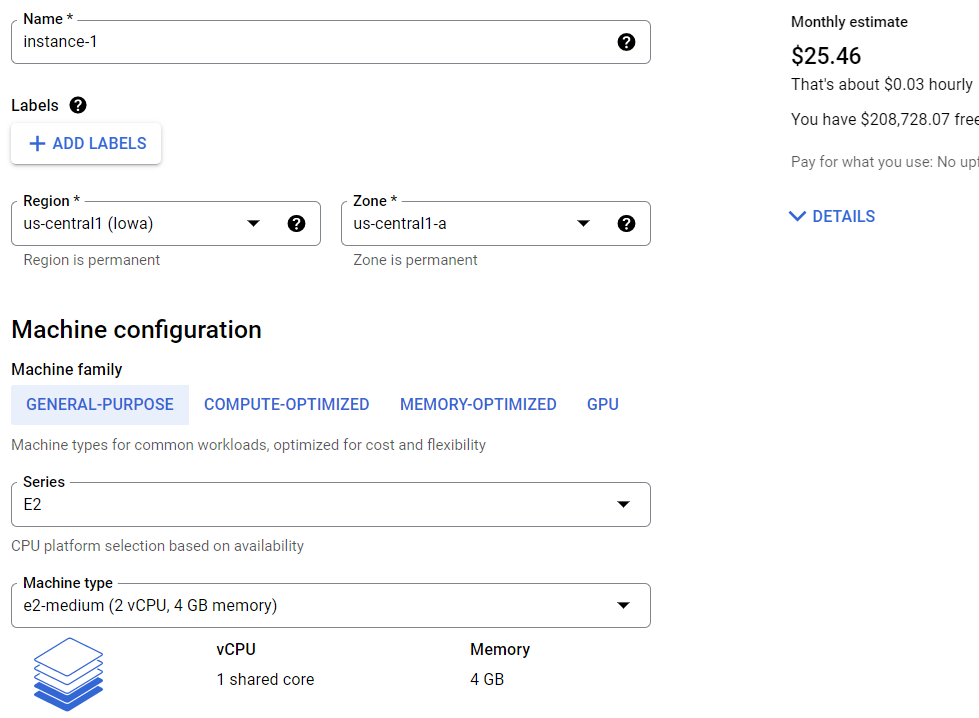 Name *
instance-1
Labels
ADD LABELS
Region *
us-central1 (Iowa)
Region is permanent
Zone *
us-central1-a
Zone is permanent
Machine configuration
Machine family
GENERAL-PURPOSE COMPUTE-OPTIMIZED MEMORY-OPTIMIZED GPU
Machine types for common workloads, optimized for cost and flexibility
Series
E2
CPU platform selection based on availability
Machine type
e2-medium (2 vCPU, 4 GB memory)
vCPU
1 shared core
Memory
4 GB
Monthly estimate
$25.46
That's about $0.03 hourly
You have $208,728.07 free
Pay for what you use: No
DETAILS